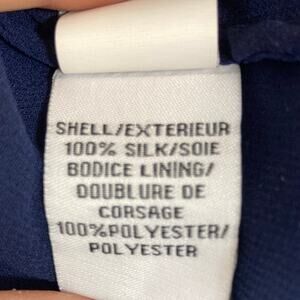 SHELL/EXTERIEUR
100% SILK/SOIE
BODICE LINING/
DOUBLURE DE
CORSAGE
100%POLYESTER/
POLYESTER